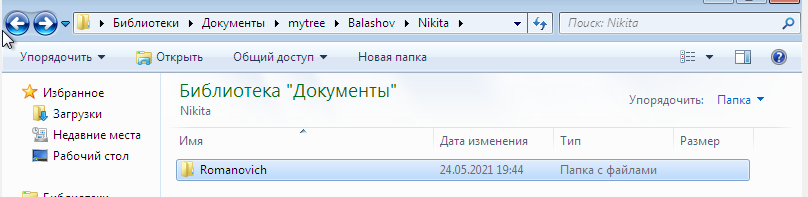 Библиотеки Документы mytree Balashov Nikita Поиск: Nikita
Упорядочить Открыть Общий доступ Новая папка
Избранное
Загрузки
Недавние места
Рабочий стол
Библиотеки
Библиотека "Документы"
Nikita
Упорядочить: Папка
Имя Дата изменения Тип Размер
Romanovich 24.05.2021 19:44 Папка с файлами